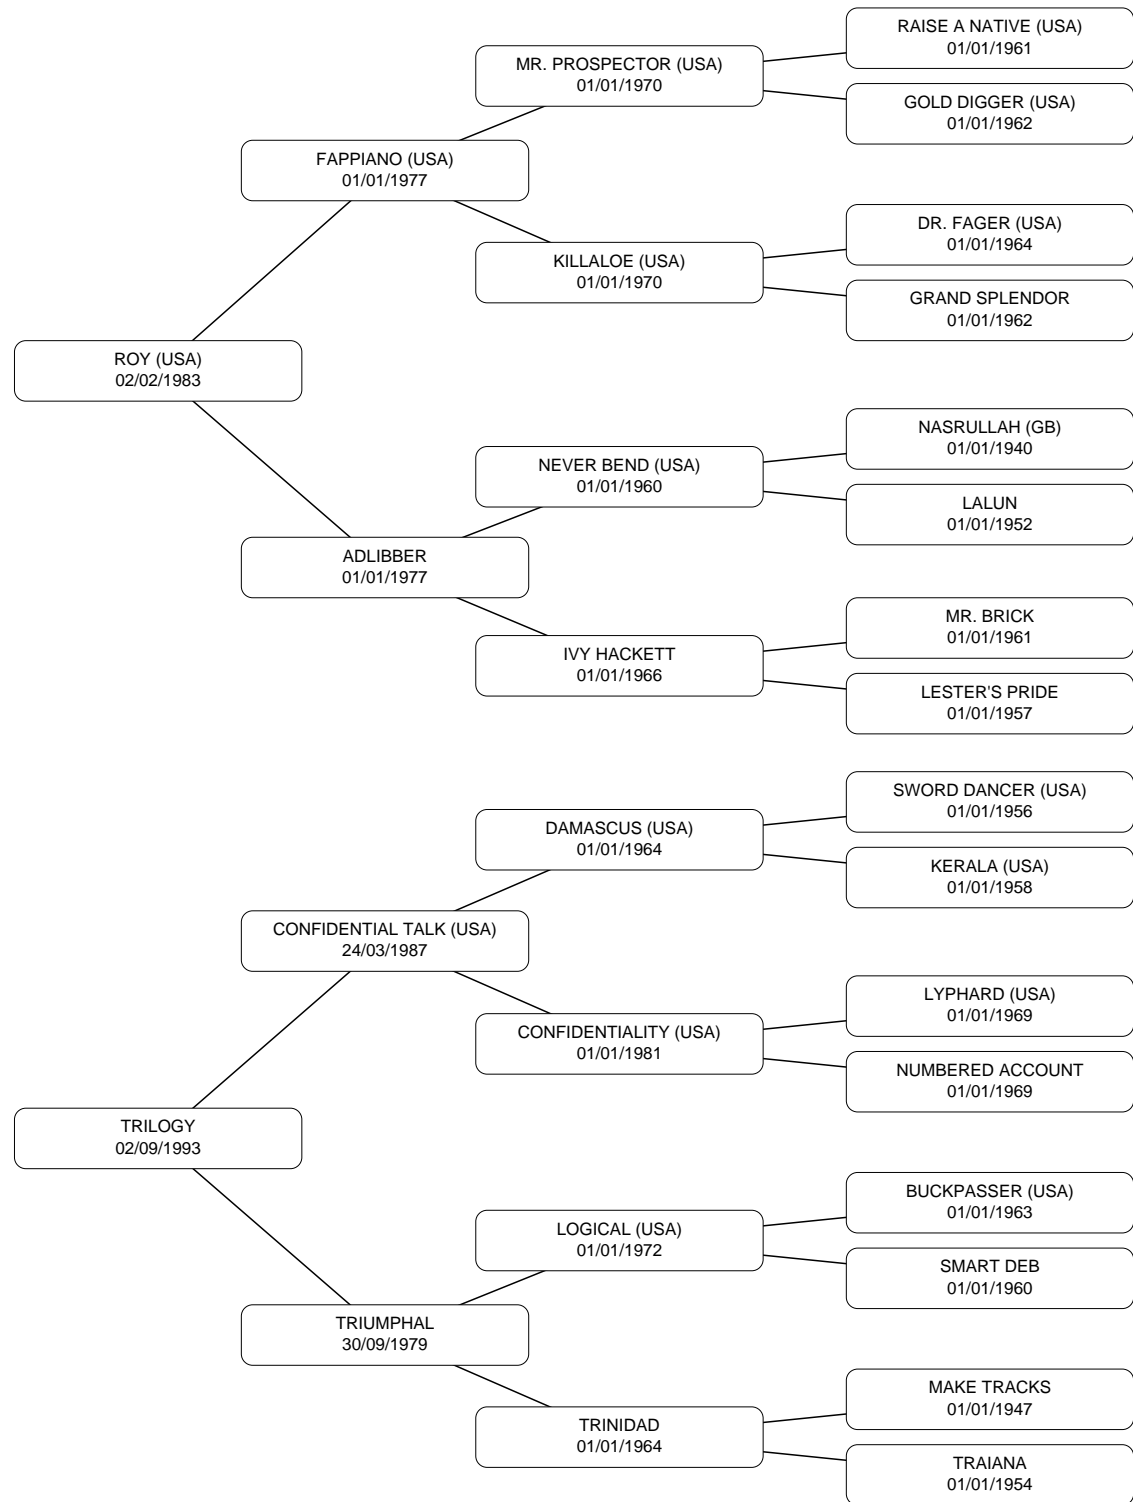 RAISE A NATIVE (USA)
01/01/1961
MR. PROSPECTOR (USA)
01/01/1970
GOLD DIGGER (USA)
01/01/1962
FAPPIANO (USA)
01/01/1977
DR. FAGER (USA)
01/01/1964
KILLALOE (USA)
01/01/1970
GRAND SPLENDOR
01/01/1962
ROY (USA)
02/02/1983
NASRULLAH (GB)
01/01/1940
NEVER BEND (USA)
01/01/1960
LALUN
01/01/1952
ADLIBBER
01/01/1977
MR. BRICK
01/01/1961
IVY HACKETT
01/01/1966
LESTER'S PRIDE
01/01/1957
SWORD DANCER (USA)
01/01/1956
DAMASCUS (USA)
01/01/1964
KERALA (USA)
01/01/1958
CONFIDENTIAL TALK (USA)
24/03/1987
LYPHARD (USA)
01/01/1969
CONFIDENTIALITY (USA)
01/01/1981
NUMBERED ACCOUNT
01/01/1969
TRILOGY
02/09/1993
BUCKPASSER (USA)
01/01/1963
LOGICAL (USA)
01/01/1972
SMART DEB
01/01/1960
TRIUMPHAL
30/09/1979
MAKE TRACKS
01/01/1947
TRINIDAD
01/01/1964
TRAIANA
01/01/1954